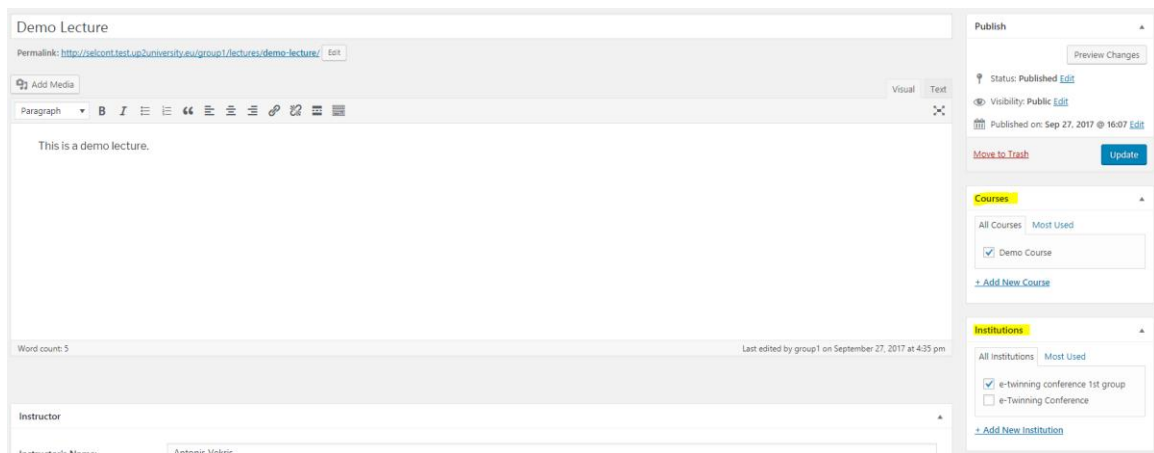 Demo Lecture
Permalink: http://selcont.test.up2university.eu/group1/lectures/demo-lecture/ Edit
Add Media
Visual Text
Paragraph B I
This is a demo lecture.
Word count: 5 Last edited by group1 on September 27, 2017 at 4:35 pm
Instructor
Instructor's Name: Antonis Vekris
Publish
Preview Changes
Status: Published Edit
Visibility: Public Edit
Published on: Sep 27, 2017 @ 16:07 Edit
Move to Trash Update
Courses
All Courses Most Used
Demo Course
+ Add New Course
Institutions
All Institutions Most Used
e-twinning conference 1st group
e-Twinning Conference
+ Add New Institution